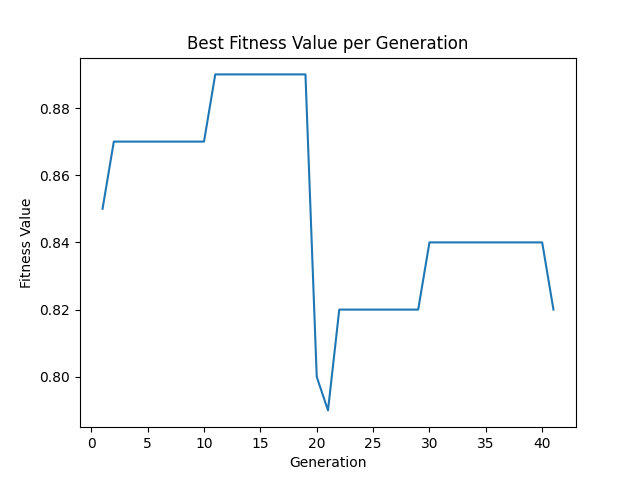 Best Fitness Value per Generation
0.88
0.86
0.84
0.82
0.80
Fitness Value
0 5 10 15 20 25 30 35 40
Generation